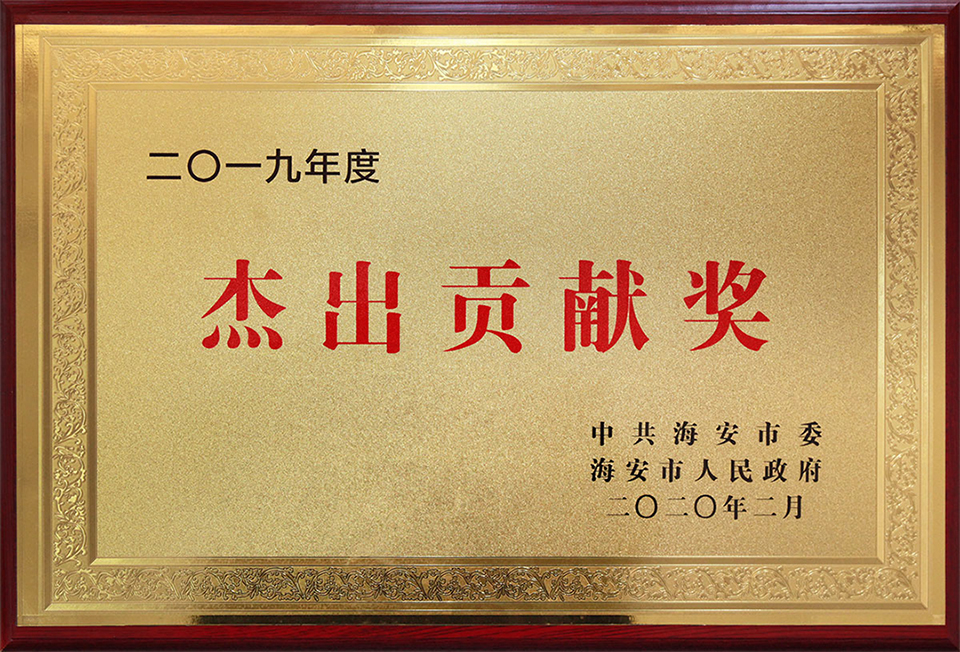 二〇一九年度
杰出贡献奖
中共海安市委
海安市人民政府
二〇二〇年二月